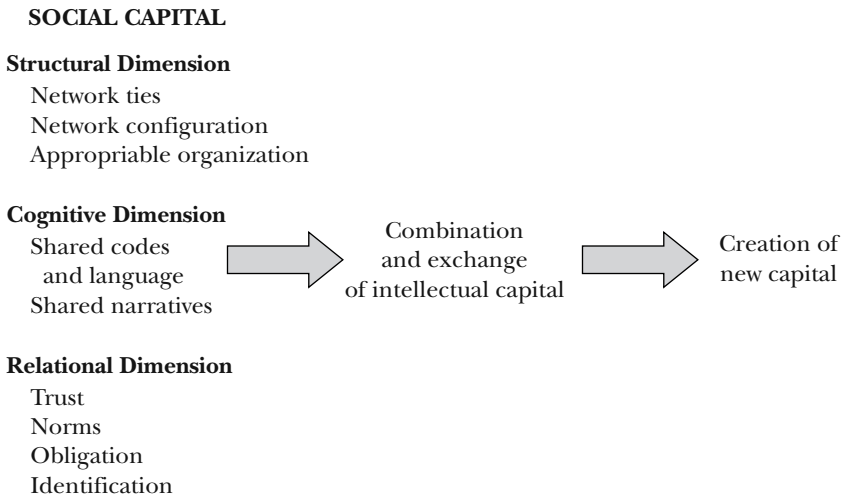 SOCIAL CAPITAL
Structural Dimension
Network ties
Network configuration
Appropriable organization
Cognitive Dimension
Shared codes
and language
Shared narratives
Combination
and exchange
of intellectual capital
Creation of
new capital
Relational Dimension
Trust
Norms
Obligation
Identification